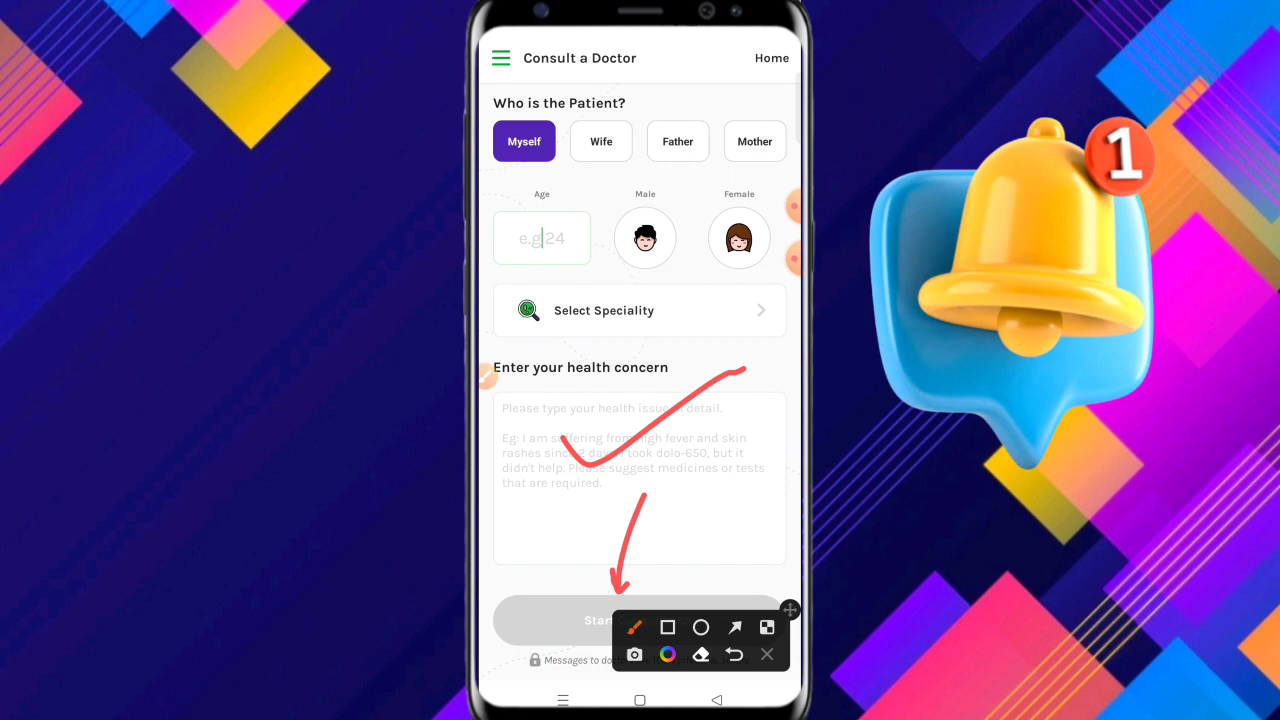 Consult a Doctor
Home
Who is the Patient?
Myself
Wife
Father
Mother
Age
Male
Female
e.g 24
Select Speciality
Enter your health concern
Please type your health issue in detail.
Eg: I am suffering from high fever and skin
rashes since 2 days I took dolo-650, but it
didn't help. Please suggest medicines or tests
that are required.
Start
Messages to
1